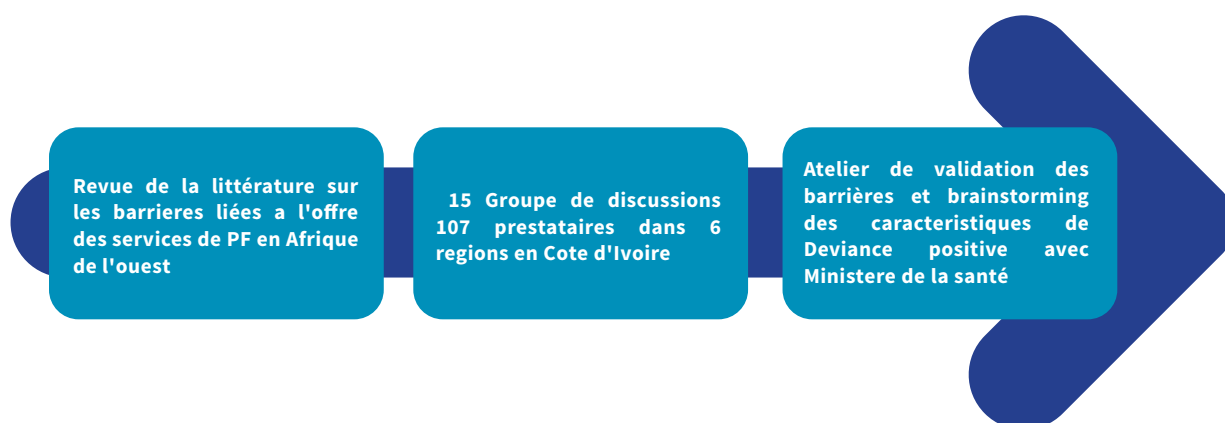 Revue de la littérature sur
les barrieres liées a l'offre
des services de PF en Afrique
de l'ouest
15 Groupe de discussions
107 prestataires dans 6
regions en Cote d'Ivoire
Atelier de validation des
barrières et brainstorming
des caracteristiques de
Deviance positive avec
Ministere de la santé